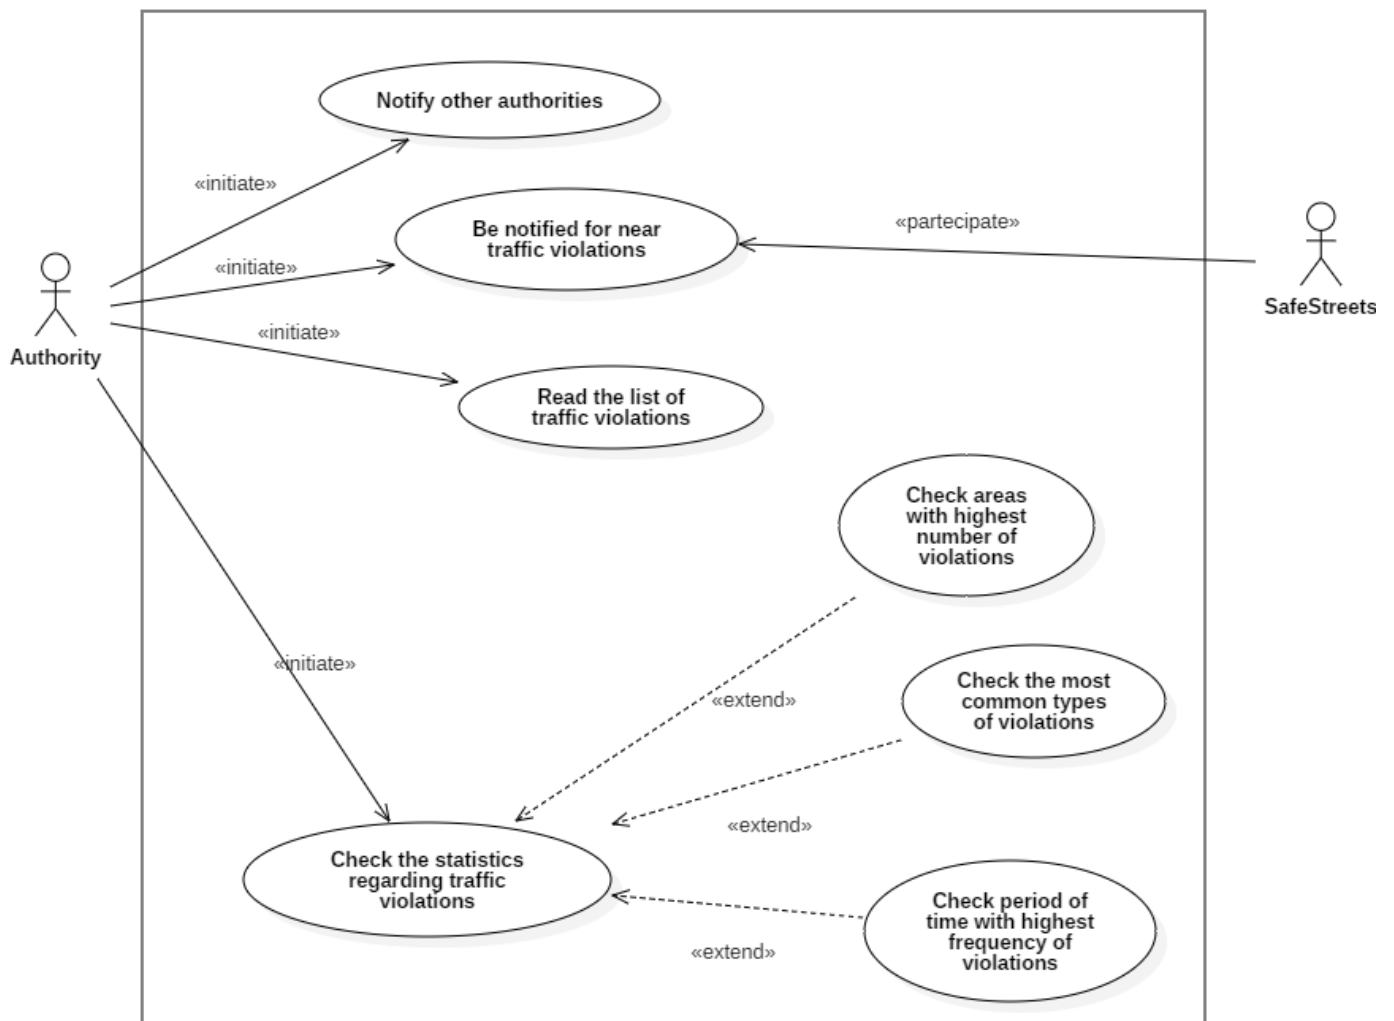 Notify other authorities
«initiate»
Be notified for near
traffic violations
«partecipate»
«initiate»
SafeStreets
«initiate»
Authority
Read the list of
traffic violations
Check areas
with highest
number of
violations
«initiate»
«extend»
Check the most
common types
of violations
«extend»
Check the statistics
regarding traffic
violations
Check period of
time with highest
frequency of
violations
«extend»